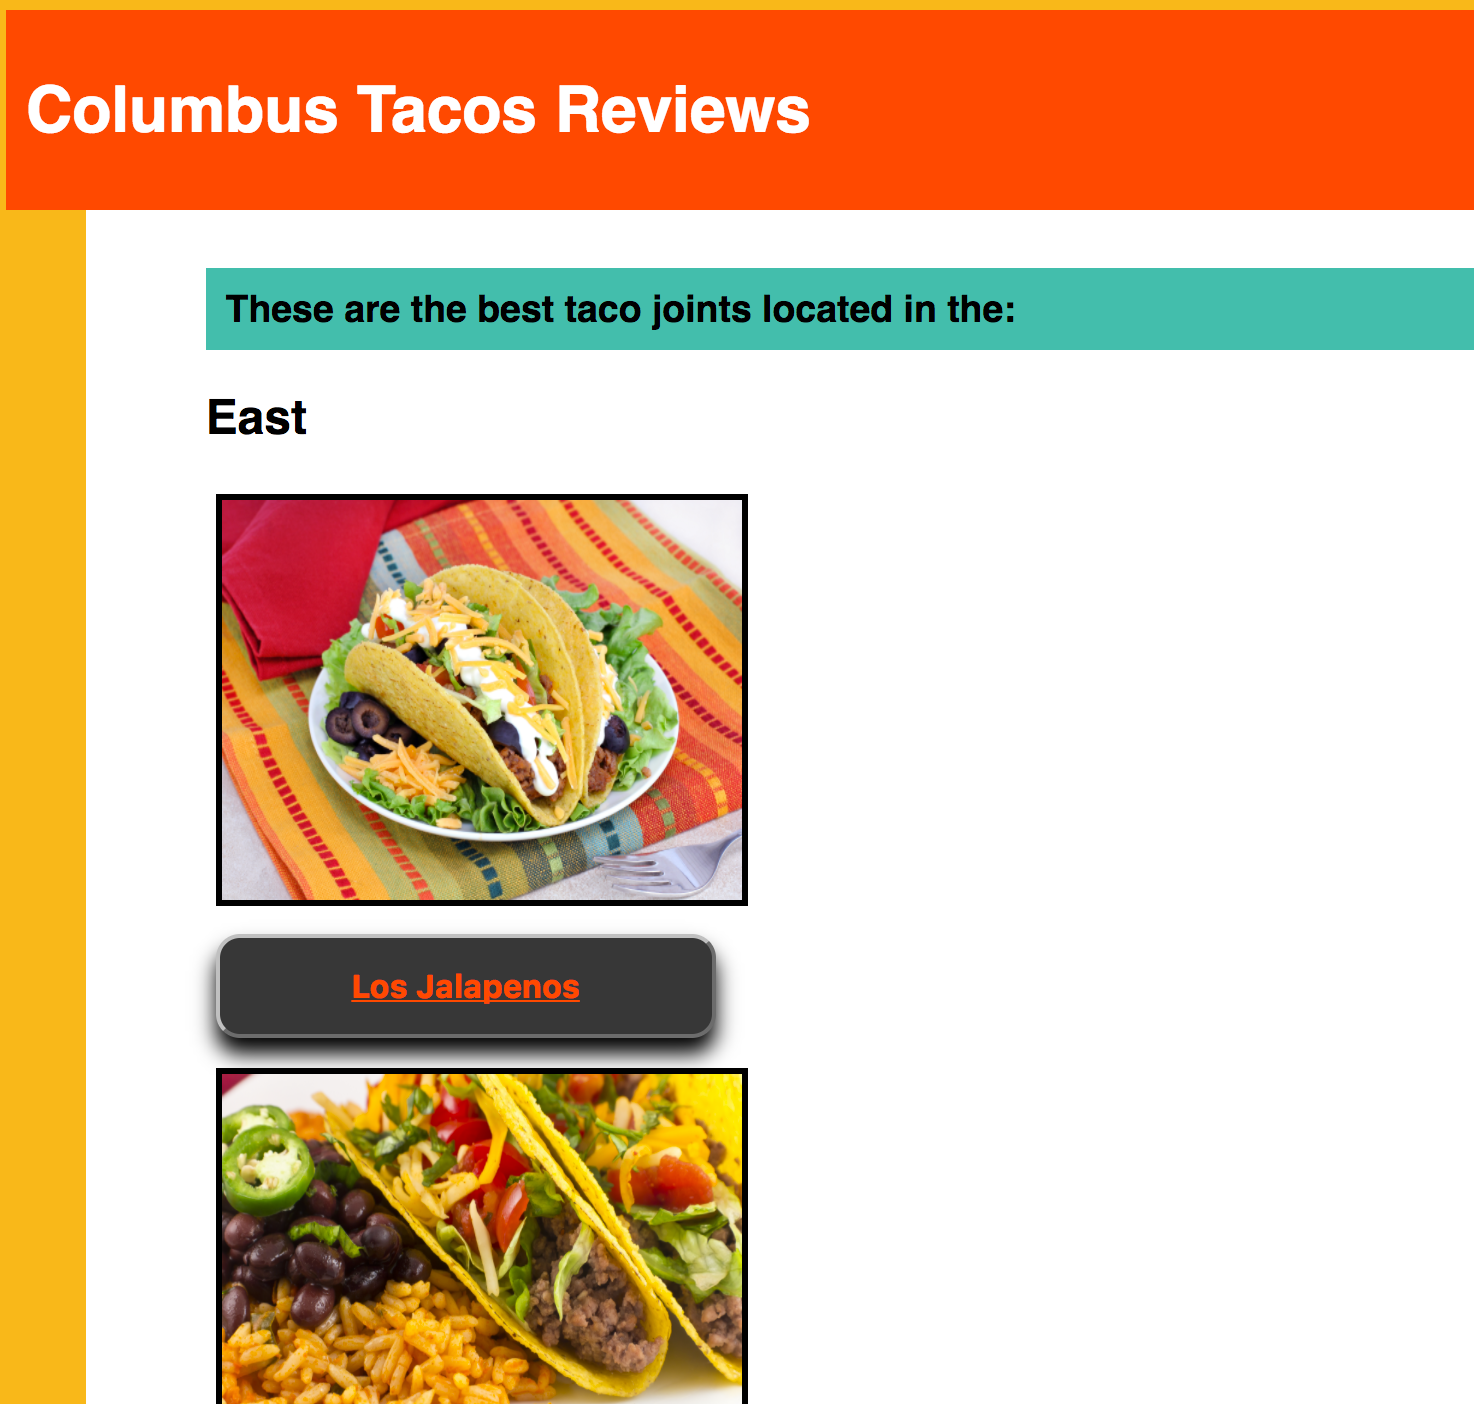 Columbus Tacos Reviews
These are the best taco joints located in the:
East
Los Jalapenos